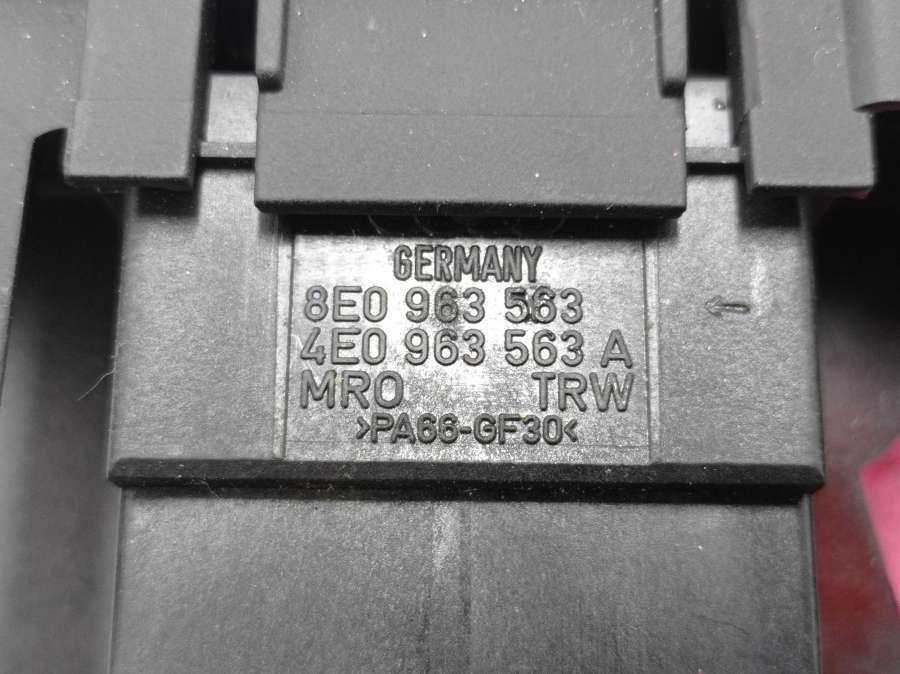 GERMANY
8E0 963 563
4E0 963 563 A
MRO TRW
>PA66-GF30<